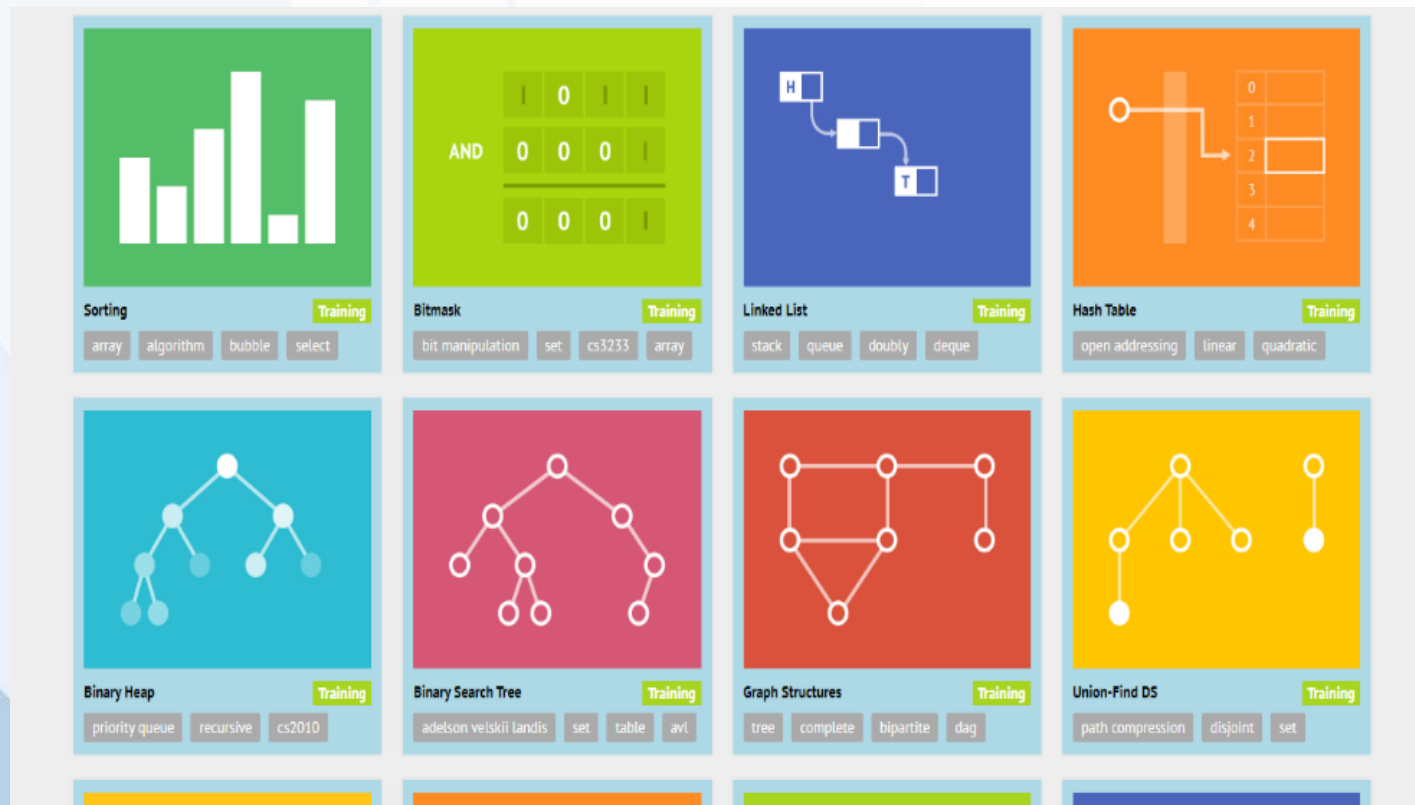 I 0 I I
AND 0 0 0 I
0 0 0 I
H
T
0
1
2
3
4
Sorting Training
array algorithm bubble select
Bitmask Training
bit manipulation set cs3233 array
Linked List Training
stack queue doubly deque
Hash Table Training
open addressing linear quadratic
Binary Heap Training
priority queue recursive cs2010
Binary Search Tree Training
adelson velskii landis set table avl
Graph Structures Training
tree complete bipartite dag
Union-Find DS Training
path compression disjoint set